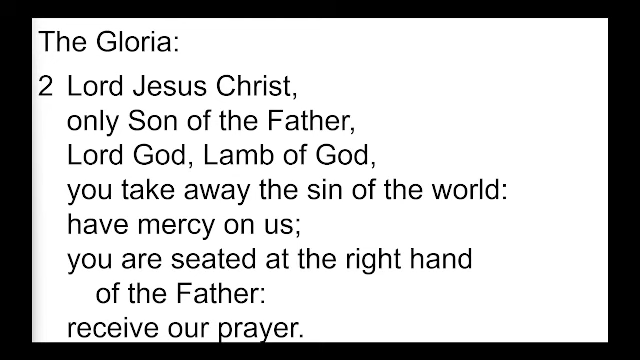 The Gloria:
2 Lord Jesus Christ,
only Son of the Father,
Lord God, Lamb of God,
you take away the sin of the world:
have mercy on us;
you are seated at the right hand
of the Father:
receive our prayer.